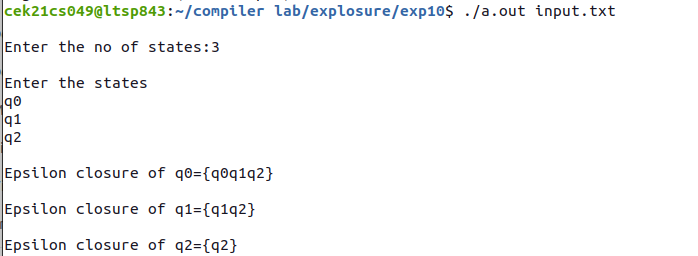 cek21cs049@ltsp843:~/compiler lab/explosure/exp10$ ./a.out input.txt
Enter the no of states:3
Enter the states
q0
q1
q2
Epsilon closure of q0={q0q1q2}
Epsilon closure of q1={q1q2}
Epsilon closure of q2={q2}